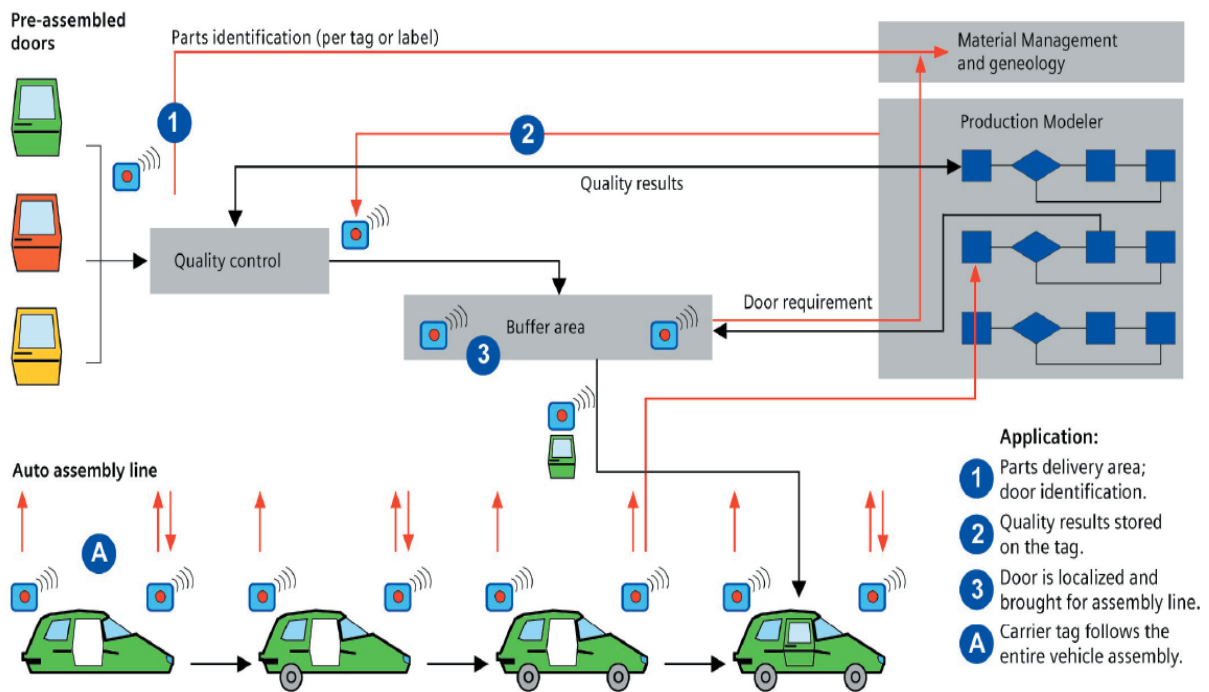 Pre-assembled
doors
Parts identification (per tag or label)
Material Management
and geneology
1
2
Production Modeler
Quality results
Quality control
Door requirement
Buffer area
3
Application:
1 Parts delivery area;
door identification.
2 Quality results stored
on the tag.
3 Door is localized and
brought for assembly line.
A Carrier tag follows the
entire vehicle assembly.
Auto assembly line
A